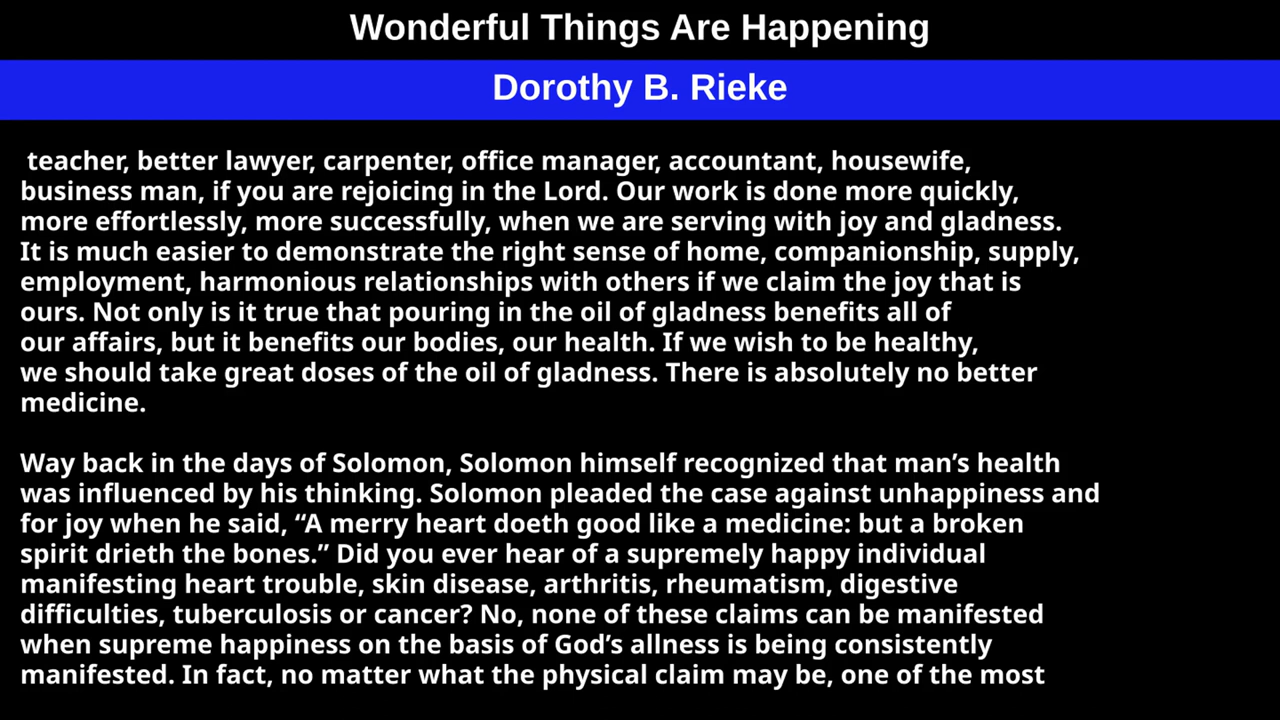 Wonderful Things Are Happening
Dorothy B. Rieke
teacher, better lawyer, carpenter, office manager, accountant, housewife,
business man, if you are rejoicing in the Lord. Our work is done more quickly,
more effortlessly, more successfully, when we are serving with joy and gladness.
It is much easier to demonstrate the right sense of home, companionship, supply,
employment, harmonious relationships with others if we claim the joy that is
ours. Not only is it true that pouring in the oil of gladness benefits all of
our affairs, but it benefits our bodies, our health. If we wish to be healthy,
we should take great doses of the oil of gladness. There is absolutely no better
medicine.
Way back in the days of Solomon, Solomon himself recognized that man’s health
was influenced by his thinking. Solomon pleaded the case against unhappiness and
for joy when he said, “A merry heart doeth good like a medicine: but a broken
spirit drieth the bones.” Did you ever hear of a supremely happy individual
manifesting heart trouble, skin disease, arthritis, rheumatism, digestive
difficulties, tuberculosis or cancer? No, none of these claims can be manifested
when supreme happiness on the basis of God’s allness is being consistently
manifested. In fact, no matter what the physical claim may be, one of the most